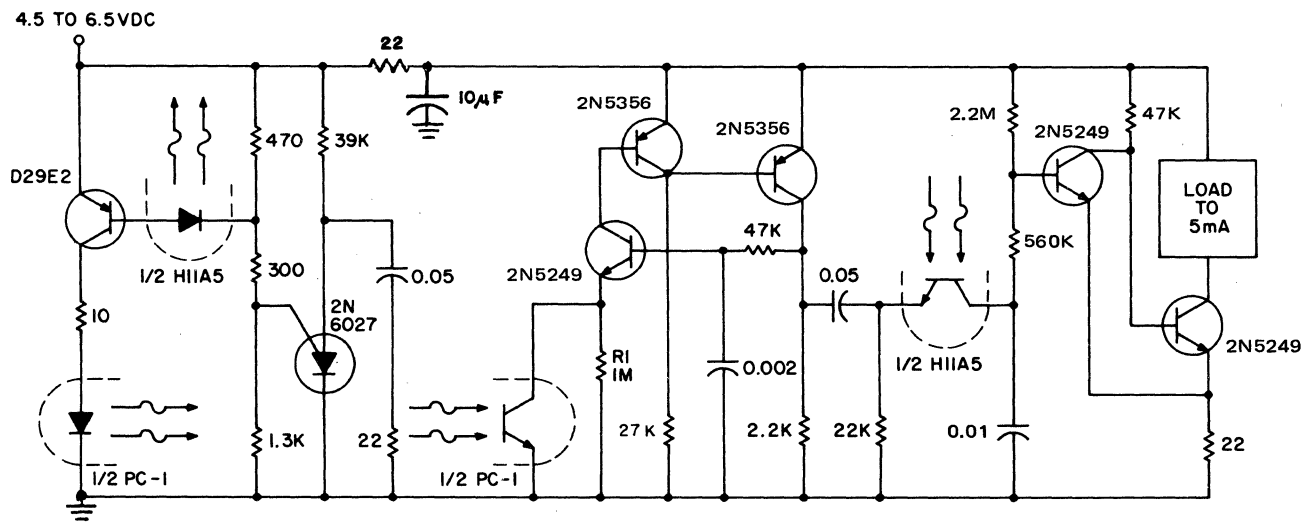 4.5 TO 6.5VDC
22
10µF
2N5356
2N5356
2.2M
2N5249
47K
470
39K
D29E2
LOAD
TO
5mA
1/2 H11A5
300
0.05
47K
560K
2N5249
0.05
10
2N
6027
R1
1M
0.002
1/2 H11A5
2N5249
1.3K
22
27K
2.2K
22K
0.01
22
1/2 PC-1
1/2 PC-1